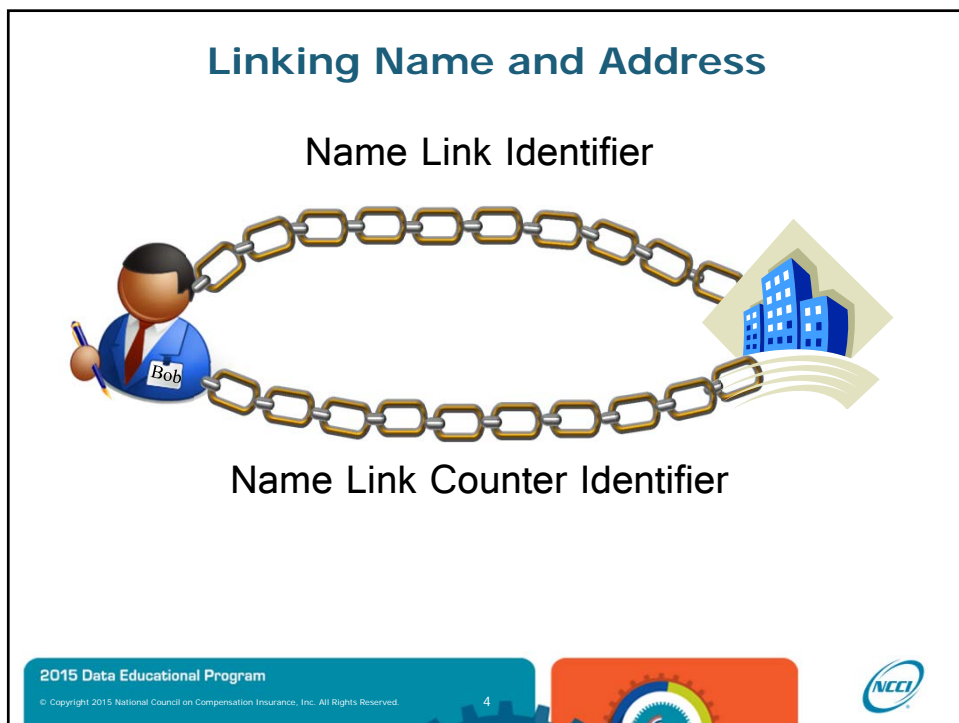 Linking Name and Address
Name Link Identifier
Bob
Name Link Counter Identifier
2015 Data Educational Program
© Copyright 2015 National Council on Compensation Insurance, Inc. All Rights Reserved.
4
NCCI